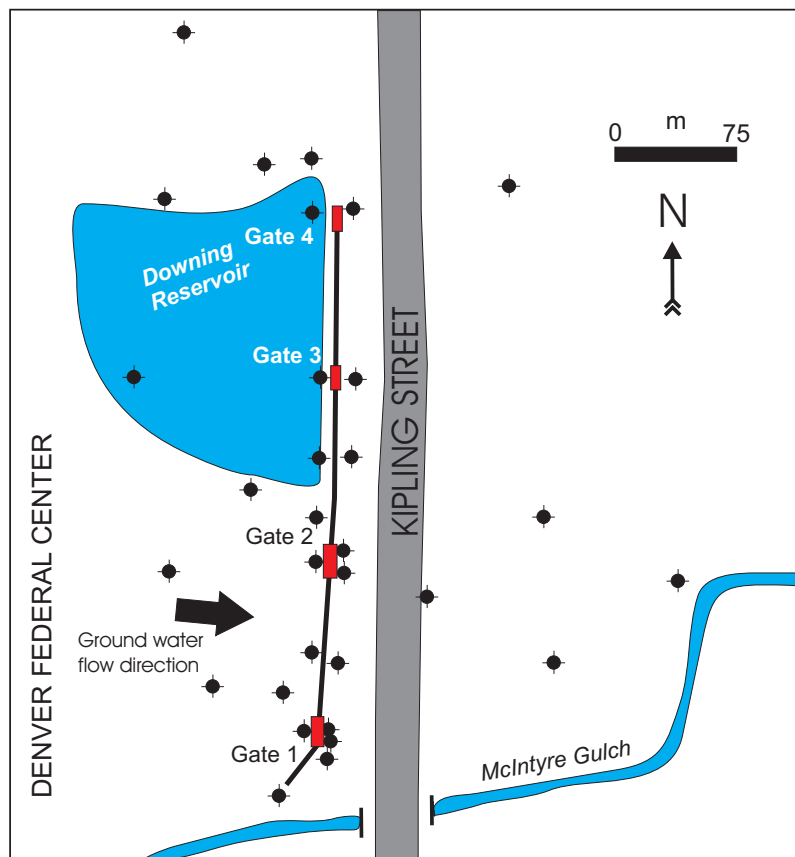 m
0 75
N
Gate 4
Downing
Reservoir
Gate 3
KIPLING STREET
DENVER FEDERAL CENTER
Gate 2
Ground water
flow direction
Gate 1
McIntyre Gulch